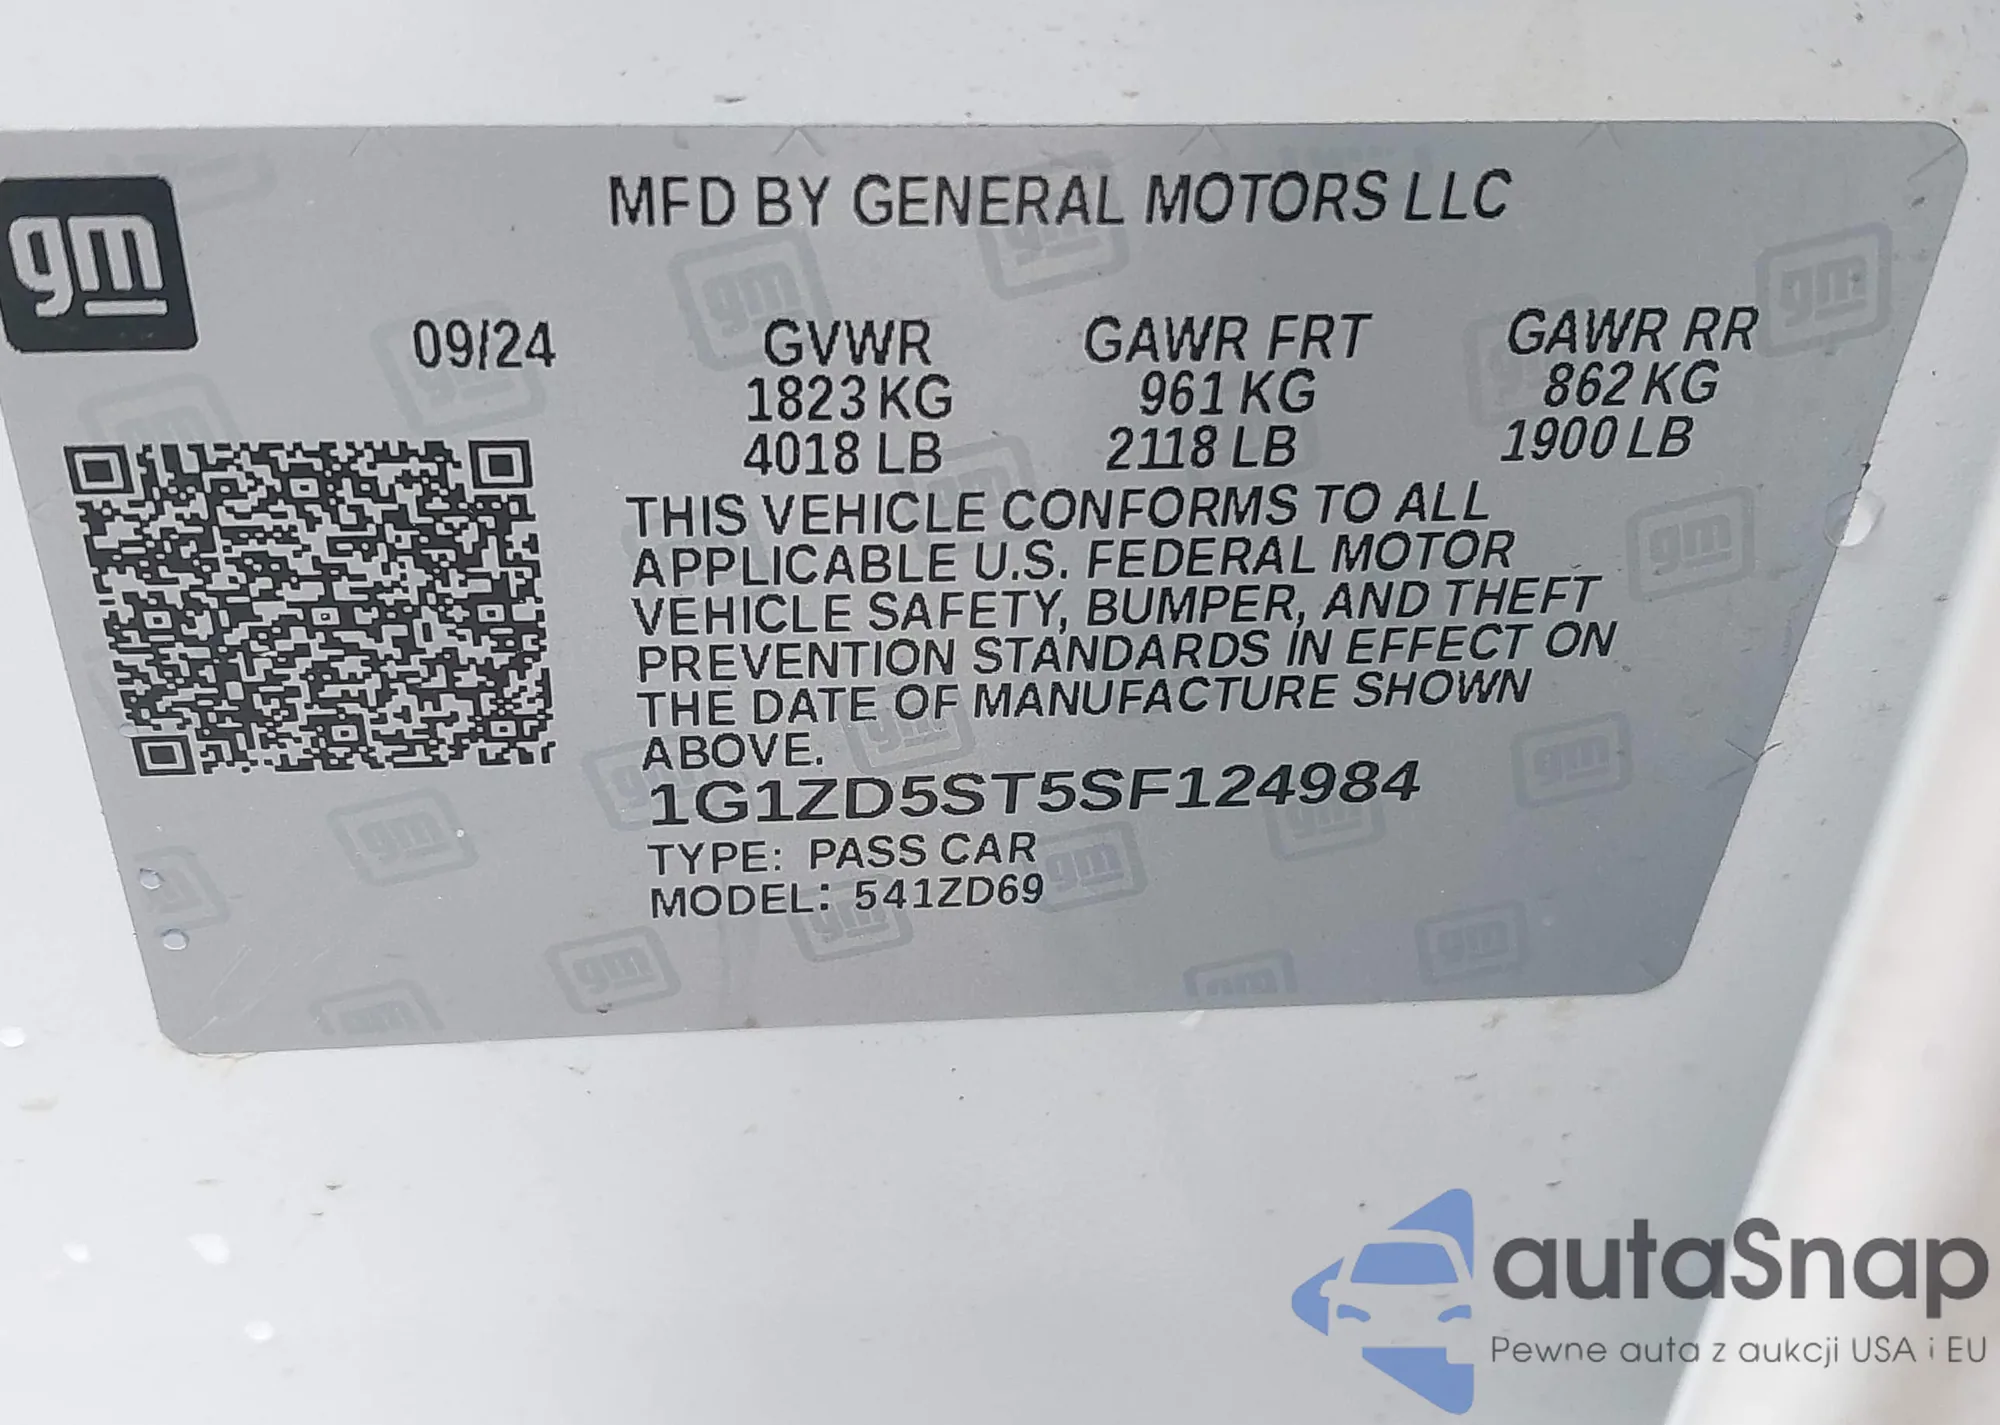 MFD BY GENERAL MOTORS LLC
gm
09/24 GVWR GAWR FRT GAWR RR
1823 KG 961 KG 862 KG
4018 LB 2118 LB 1900 LB
THIS VEHICLE CONFORMS TO ALL
APPLICABLE U.S. FEDERAL MOTOR
VEHICLE SAFETY, BUMPER, AND THEFT
PREVENTION STANDARDS IN EFFECT ON
THE DATE OF MANUFACTURE SHOWN
ABOVE.
1G1ZD5ST5SF124984
TYPE: PASS CAR
MODEL: 541ZD69
autaSnap
Pewne auta z aukcji USA i EU